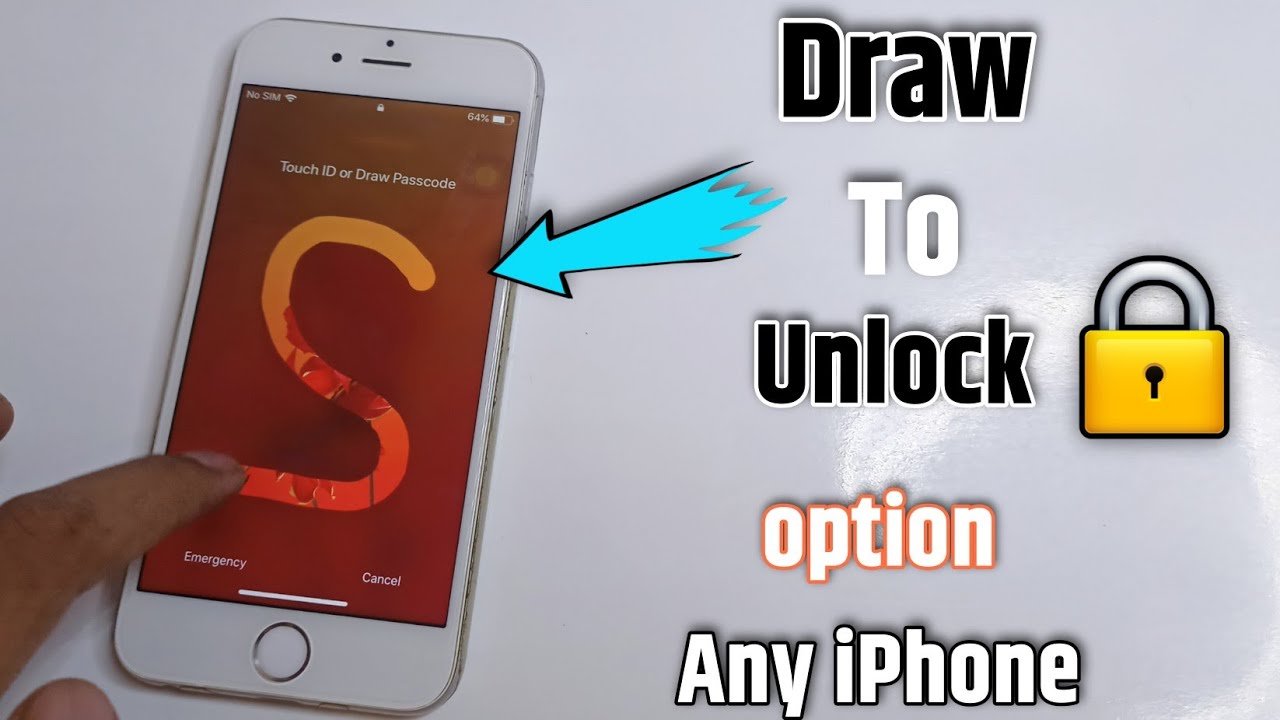 No SIM
64%
Touch ID or Draw Passcode
Emergency
Cancel
Draw
To
Unlock
option
Any iPhone